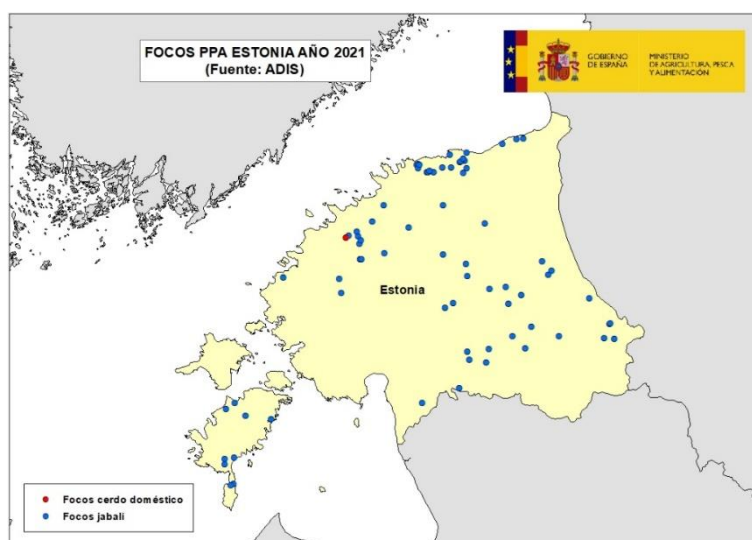 FOCOS PPA ESTONIA AÑO 2021
(Fuente: ADIS)
GOBIERNO
DE ESPAÑA
MINISTERIO
DE AGRICULTURA, PESCA
Y ALIMENTACIÓN
Estonia
Focos cerdo doméstico
Focos jabalí